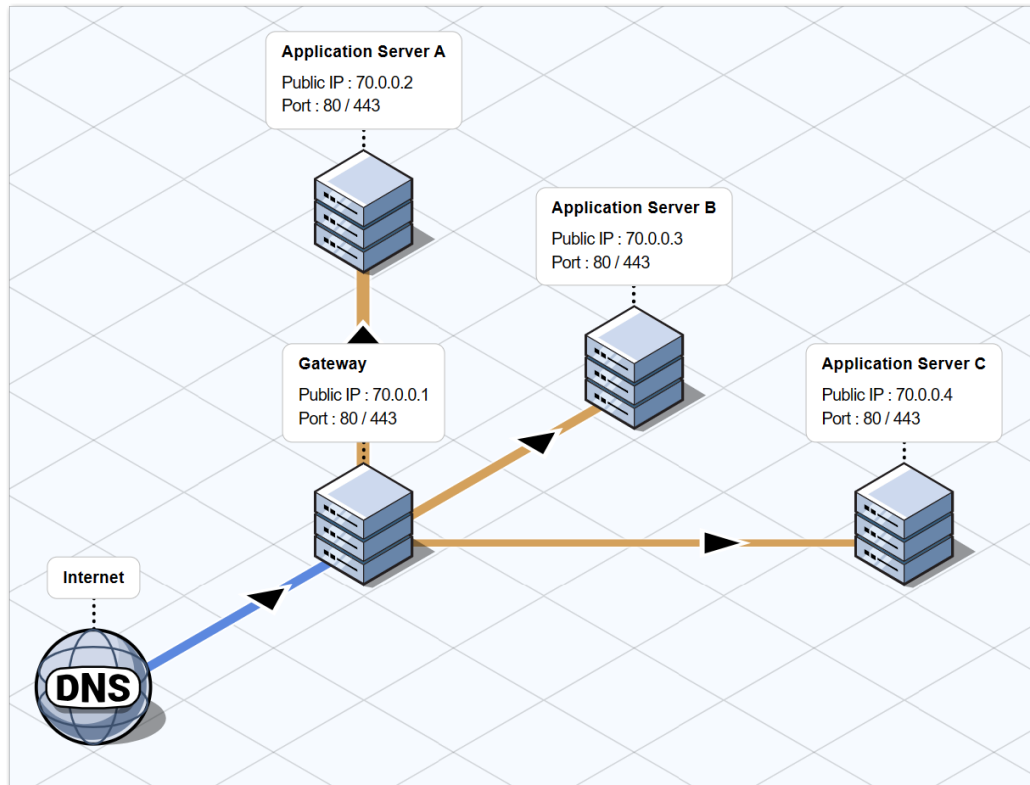 Application Server A
Public IP : 70.0.0.2
Port : 80 / 443
Application Server B
Public IP : 70.0.0.3
Port : 80 / 443
Gateway
Public IP : 70.0.0.1
Port : 80 / 443
Application Server C
Public IP : 70.0.0.4
Port : 80 / 443
Internet
DNS